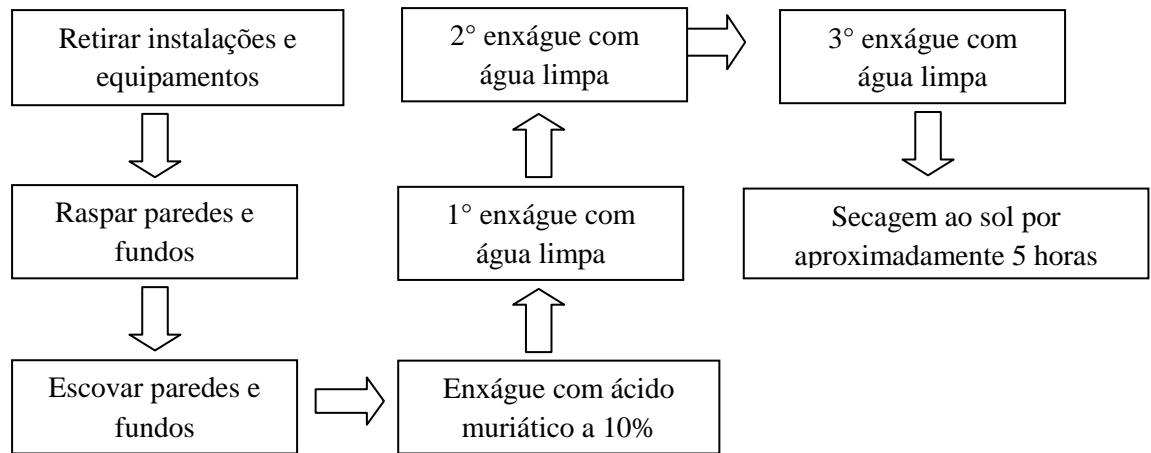 Retirar instalações e
equipamentos
Raspar paredes e
fundos
Escovar paredes e
fundos
Enxágue com ácido
muriático a 10%
1° enxágue com
água limpa
2° enxágue com
água limpa
3° enxágue com
água limpa
Secagem ao sol por
aproximadamente 5 horas